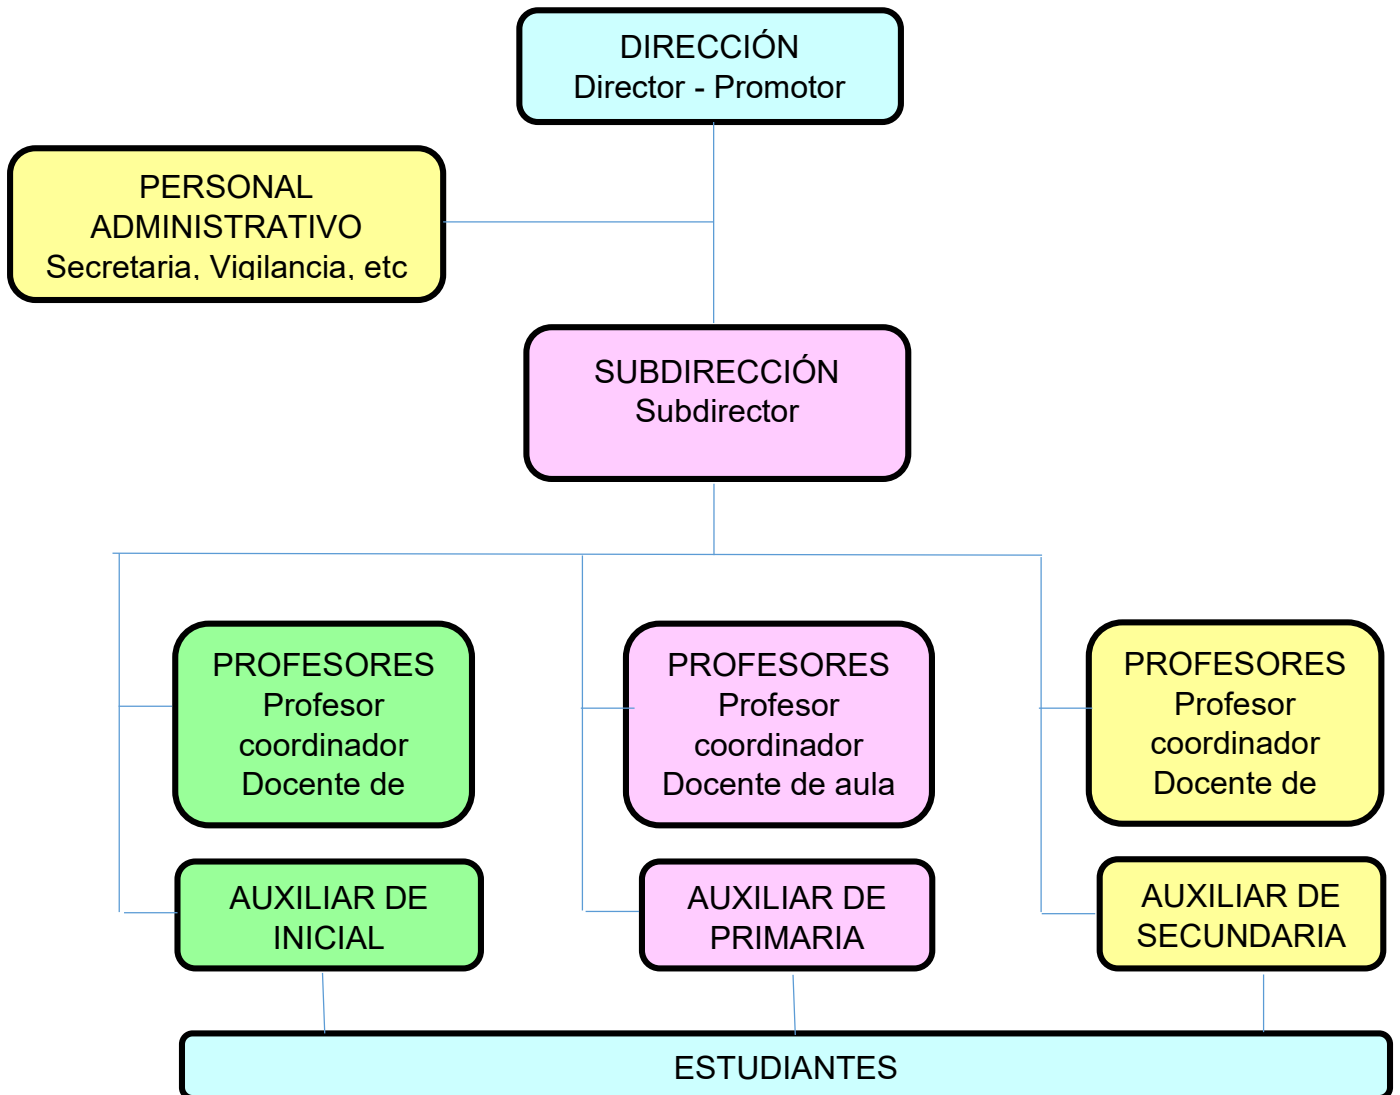 DIRECCIÓN
Director - Promotor
PERSONAL
ADMINISTRATIVO
Secretaria, Vigilancia, etc
SUBDIRECCIÓN
Subdirector
PROFESORES
Profesor
coordinador
Docente de
PROFESORES
Profesor
coordinador
Docente de aula
PROFESORES
Profesor
coordinador
Docente de
AUXILIAR DE
INICIAL
AUXILIAR DE
PRIMARIA
AUXILIAR DE
SECUNDARIA
ESTUDIANTES